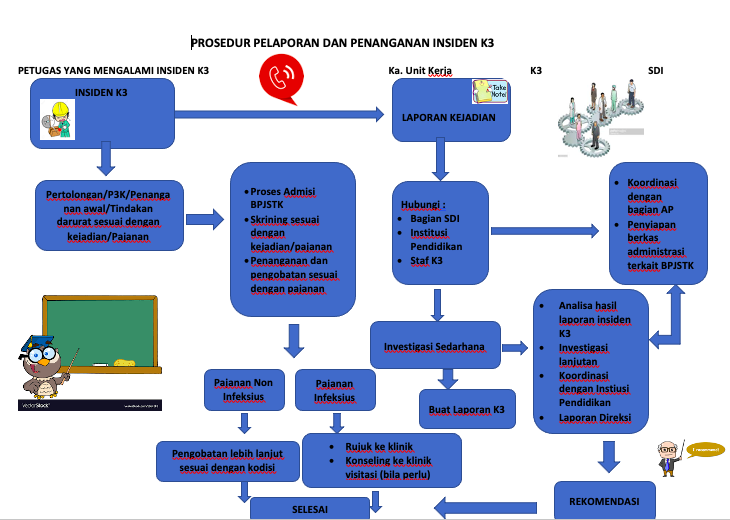 PROSEDUR PELAPORAN DAN PENANGANAN INSIDEN K3
PETUGAS YANG MENGALAMI INSIDEN K3
Ka. Unit Kerja
K3
SDI
INSIDEN K3
Take
Note!
LAPORAN KEJADIAN
Pertolongan/P3K/Penanga
nan awal/Tindakan
darurat sesuai dengan
kejadian/Pajanan
• Proses Admisi
BPJSTK
• Skrining sesuai
dengan
kejadian/pajanan
• Penanganan dan
pengobatan sesuai
dengan pajanan
Hubungi :
• Bagian SDI
• Institusi
Pendidikan
• Staf K3
• Koordinasi
dengan
bagian AP
• Penyiapan
berkas
administrasi
terkait BPJSTK
Investigasi Sedarhana
• Analisa hasil
laporan insiden
K3
• Investigasi
lanjutan
• Koordinasi
dengan Instiusi
Pendidikan
• Laporan Direksi
Buat Laporan K3
Pajanan Non
Infeksius
Pajanan
Infeksius
VectorStock
Pengobatan lebih lanjut
sesuai dengan kodisi
• Rujuk ke klinik
• Konseling ke klinik
visitasi (bila perlu)
I recommend
REKOMENDASI
SELESAI